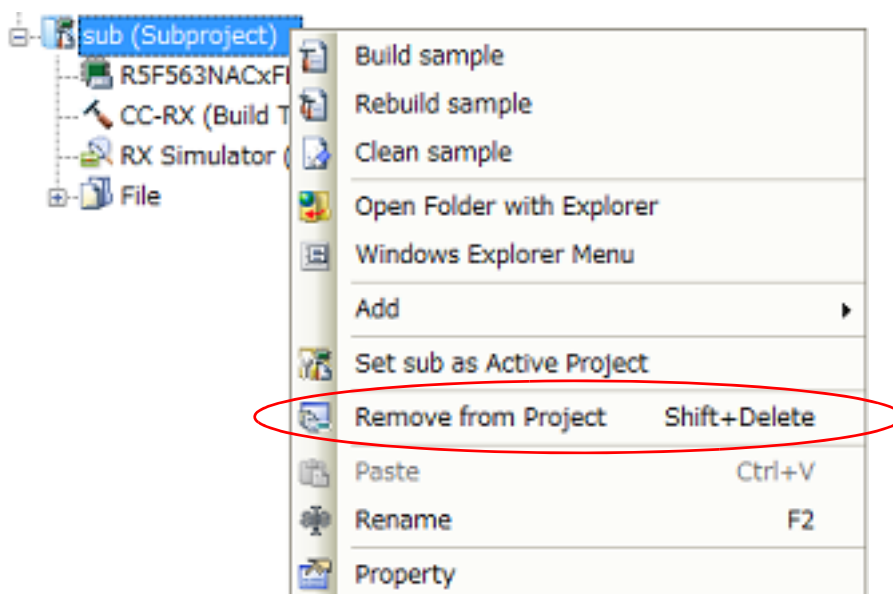 sub (Subproject)
R5F563NACxF
CC-RX (Build T
RX Simulator (
File
Build sample
Rebuild sample
Clean sample
Open Folder with Explorer
Windows Explorer Menu
Add
Set sub as Active Project
Remove from Project Shift+Delete
Paste Ctrl+V
Rename F2
Property